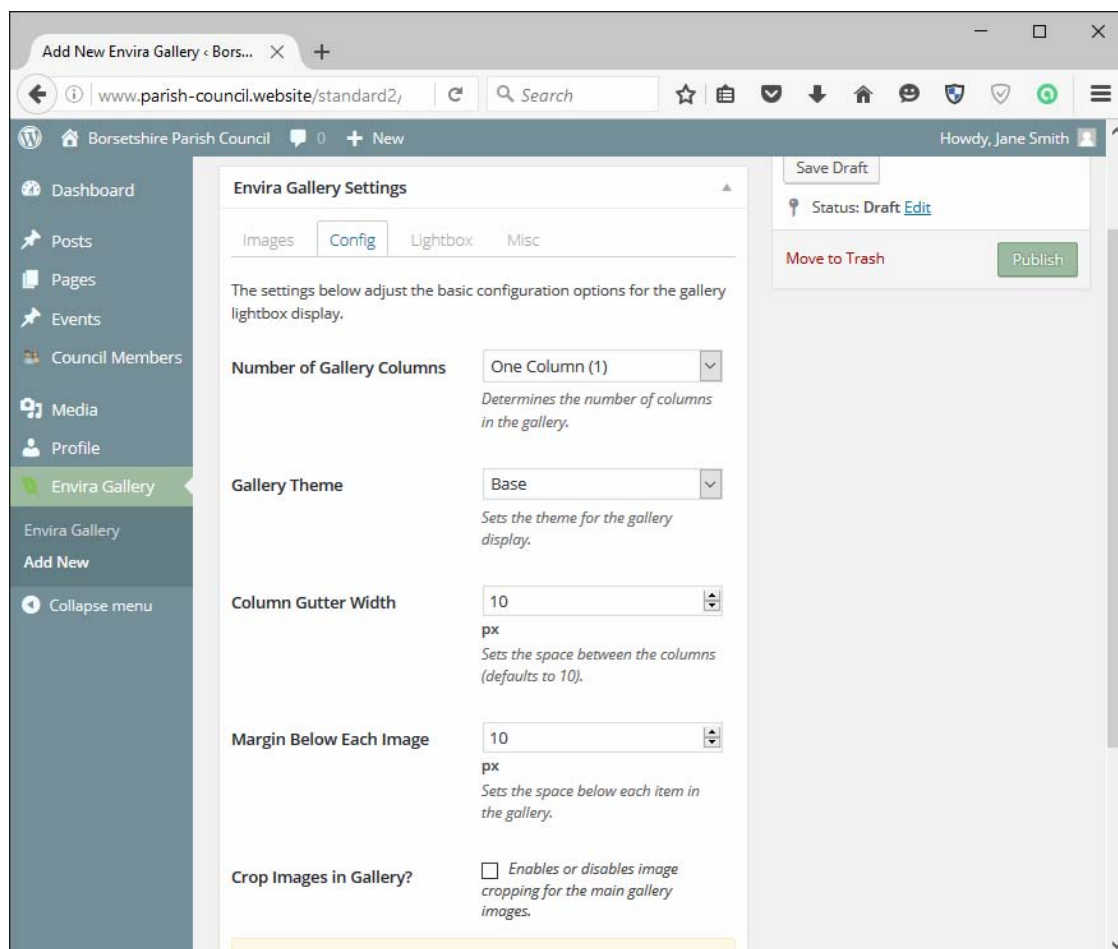 Add New Envira Gallery ‹ Bors...
www.parish-council.website/standard2/
Search
Borsetshire Parish Council 0 New
Howdy, Jane Smith
Dashboard
Posts
Pages
Events
Council Members
Media
Profile
Envira Gallery
Envira Gallery
Add New
Collapse menu
Envira Gallery Settings
Images Config Lightbox Misc
The settings below adjust the basic configuration options for the gallery
lightbox display.
Number of Gallery Columns
One Column (1)
Determines the number of columns
in the gallery.
Gallery Theme
Base
Sets the theme for the gallery
display.
Column Gutter Width
10
px
Sets the space between the columns
(defaults to 10).
Margin Below Each Image
10
px
Sets the space below each item in
the gallery.
Crop Images in Gallery?
Enables or disables image
cropping for the main gallery
images.
Save Draft
Status: Draft Edit
Move to Trash
Publish